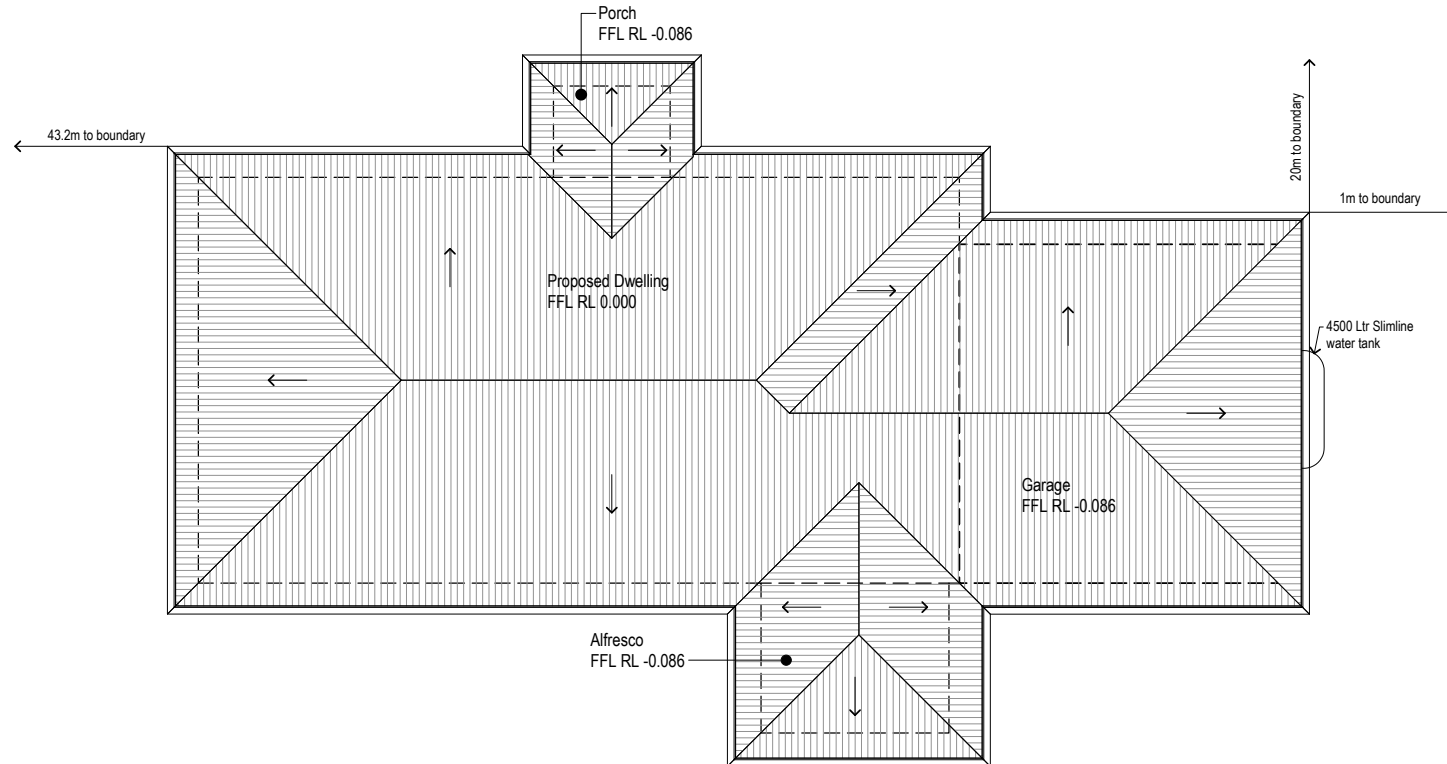 Porch
FFL RL -0.086
43.2m to boundary
20m to boundary
1m to boundary
Proposed Dwelling
FFL RL 0.000
4500 Ltr Slimline
water tank
Garage
FFL RL -0.086
Alfresco
FFL RL -0.086